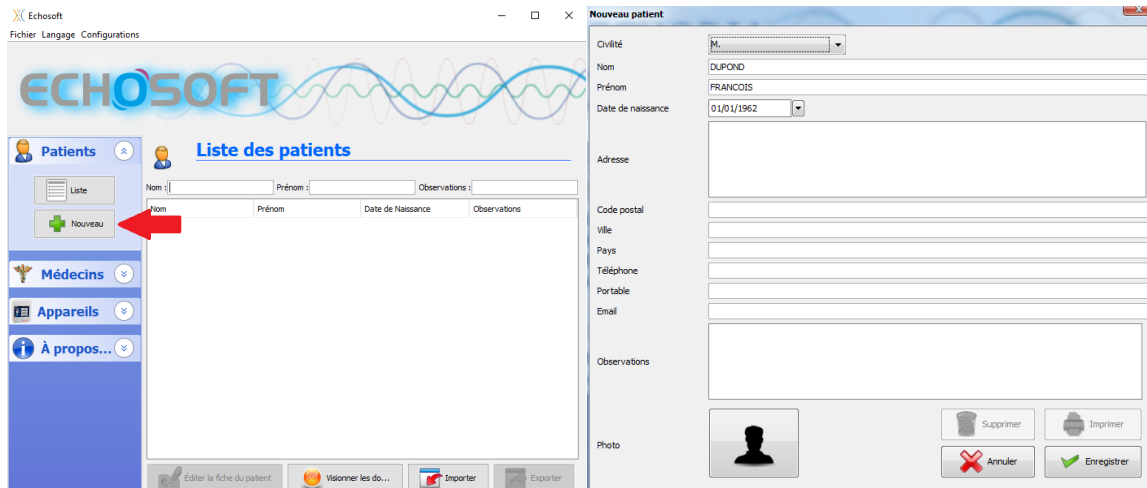 Echosoft
Fichier Langage Configurations
ECHOSOFT
Patients
Liste
Nouveau
Médecins
Appareils
À propos...
Liste des patients
Nom : Prénom : Observations :
Nom Prénom Date de Naissance Observations
Éditer la fiche du patient Visionner les do... Importer Exporter
Nouveau patient
Civilité M.
Nom DUPOND
Prénom FRANCOIS
Date de naissance 01/01/1962
Adresse
Code postal
Ville
Pays
Téléphone
Portable
Email
Observations
Photo
Supprimer Imprimer
Annuler Enregistrer